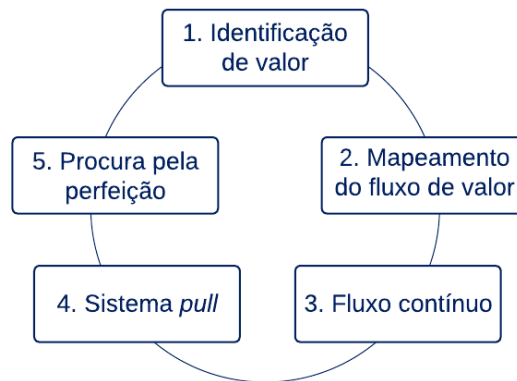 1. Identificação
de valor
2. Mapeamento
do fluxo de valor
3. Fluxo contínuo
4. Sistema pull
5. Procura pela
perfeição